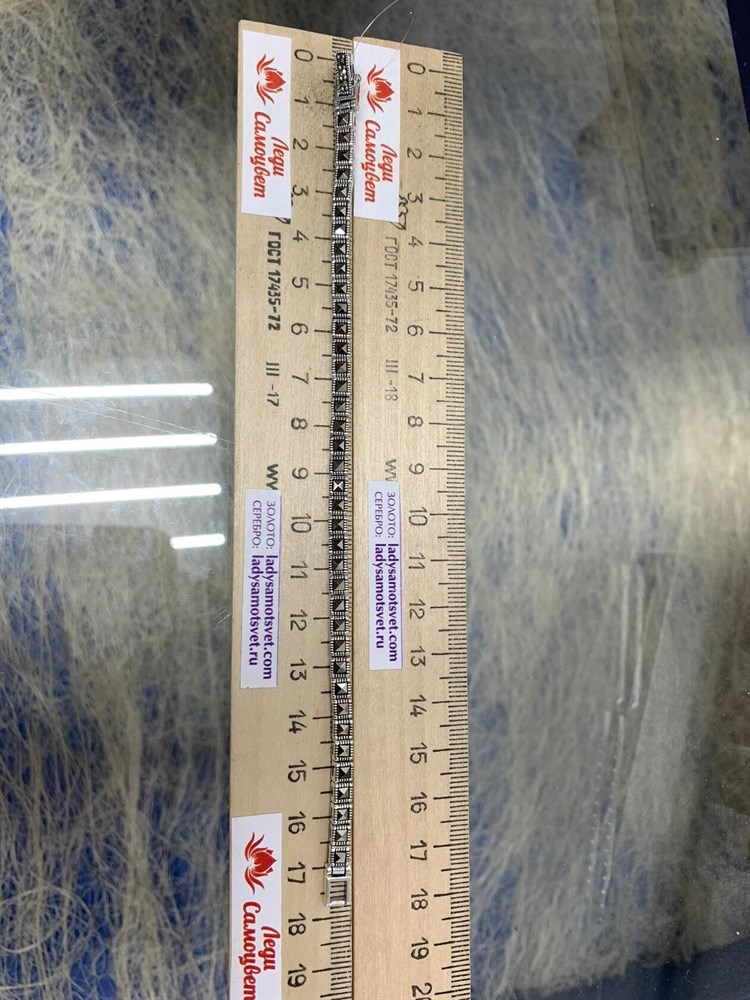 Леди
Самоцвет
0
1
2
3
4
5
6
7
8
9
10
11
12
13
14
15
16
17
18
19
ГОСТ 17435-72
III -17
ЗОЛОТО: ladysamotsvet.com
СЕРЕБРО: ladysamotsvet.ru
Леди
Самоцвет
Леди
Самоцвет
0
1
2
3
4
5
6
7
8
9
10
11
12
13
14
15
16
17
18
19
ГОСТ 17435-72
III -18
ЗОЛОТО: ladysamotsvet.com
СЕРЕБРО: ladysamotsvet.ru